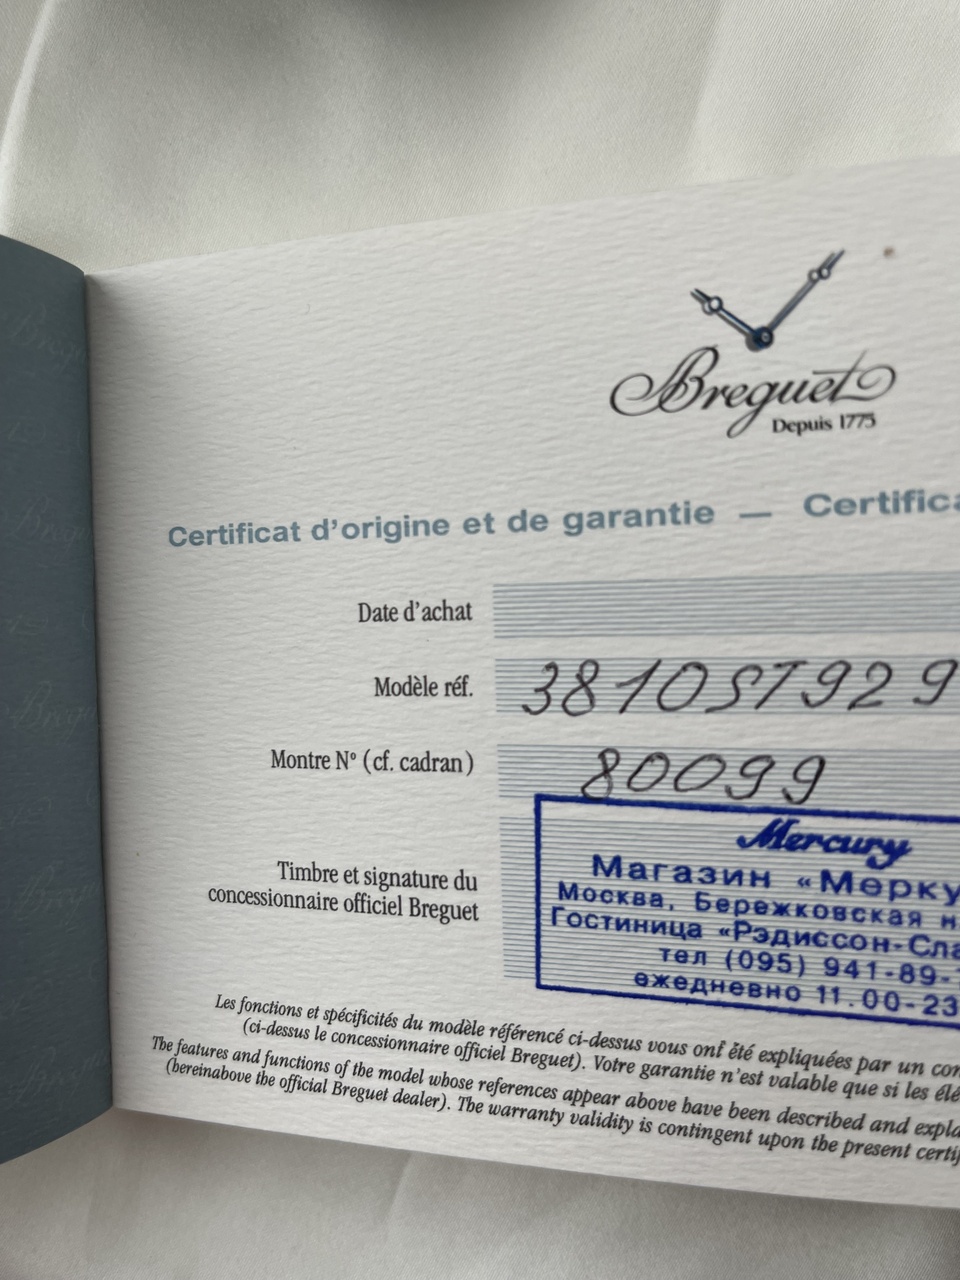 Breguet
Depuis 1775
Certificat d'origine et de garantie —
Date d'achat
Modèle réf. 3810ST929
Montre N° (cf. cadran) 80099
Mercury
Магазин «Мерку
Timbre et signature du
concessionnaire officiel Breguet
Москва, Бережковская н
Гостиница «Рэдиссон-Сла
тел (095) 941-89-
ежедневно 11.00-23
Les fonctions et spécificités du modèle référencé ci-dessus vous ont été expliquées par un con
(ci-dessus le concessionnaire officiel Breguet). Votre garantie n'est valable que si les élé
The features and functions of the model whose references appear above have been described and expla
(hereinabove the official Breguet dealer). The warranty validity is contingent upon the present certif